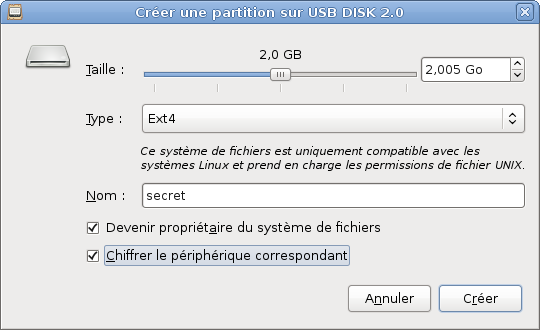 Créer une partition sur USB DISK 2.0
2,0 GB
Taille :
2,005 Go
Type :
Ext4
Ce système de fichiers est uniquement compatible avec les
systèmes Linux et prend en charge les permissions de fichier UNIX.
Nom :
secret
Devenir propriétaire du système de fichiers
Chiffrer le périphérique correspondant
Annuler
Créer